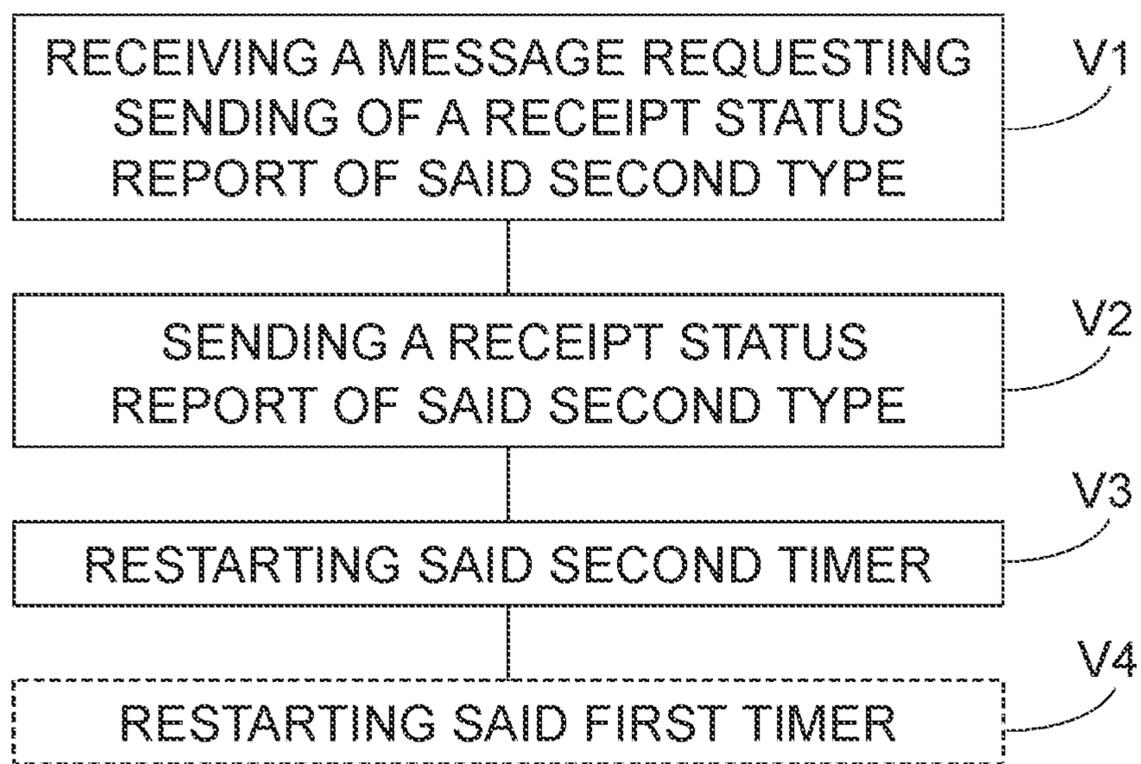 RECEIVING A MESSAGE REQUESTING
SENDING OF A RECEIPT STATUS
REPORT OF SAID SECOND TYPE
V1
SENDING A RECEIPT STATUS
REPORT OF SAID SECOND TYPE
V2
RESTARTING SAID SECOND TIMER
V3
RESTARTING SAID FIRST TIMER
V4